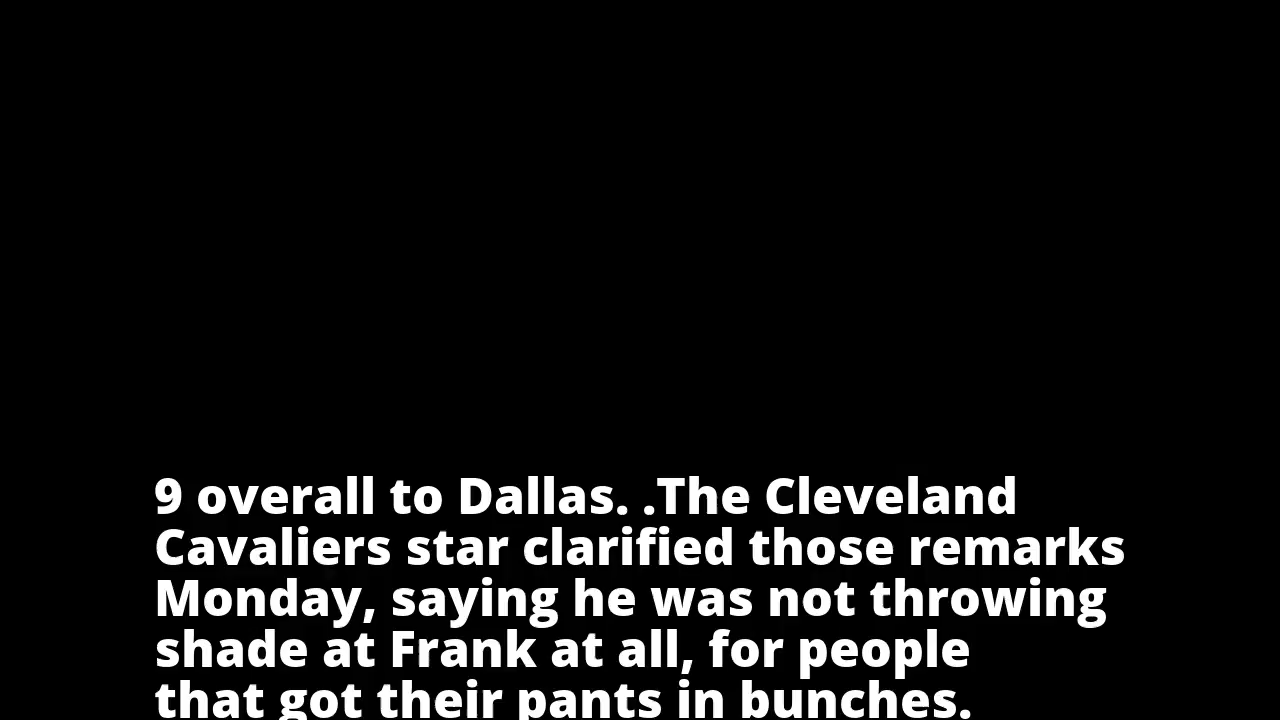 9 overall to Dallas. .The Cleveland
Cavaliers star clarified those remarks
Monday, saying he was not throwing
shade at Frank at all, for people
that got their pants in bunches.